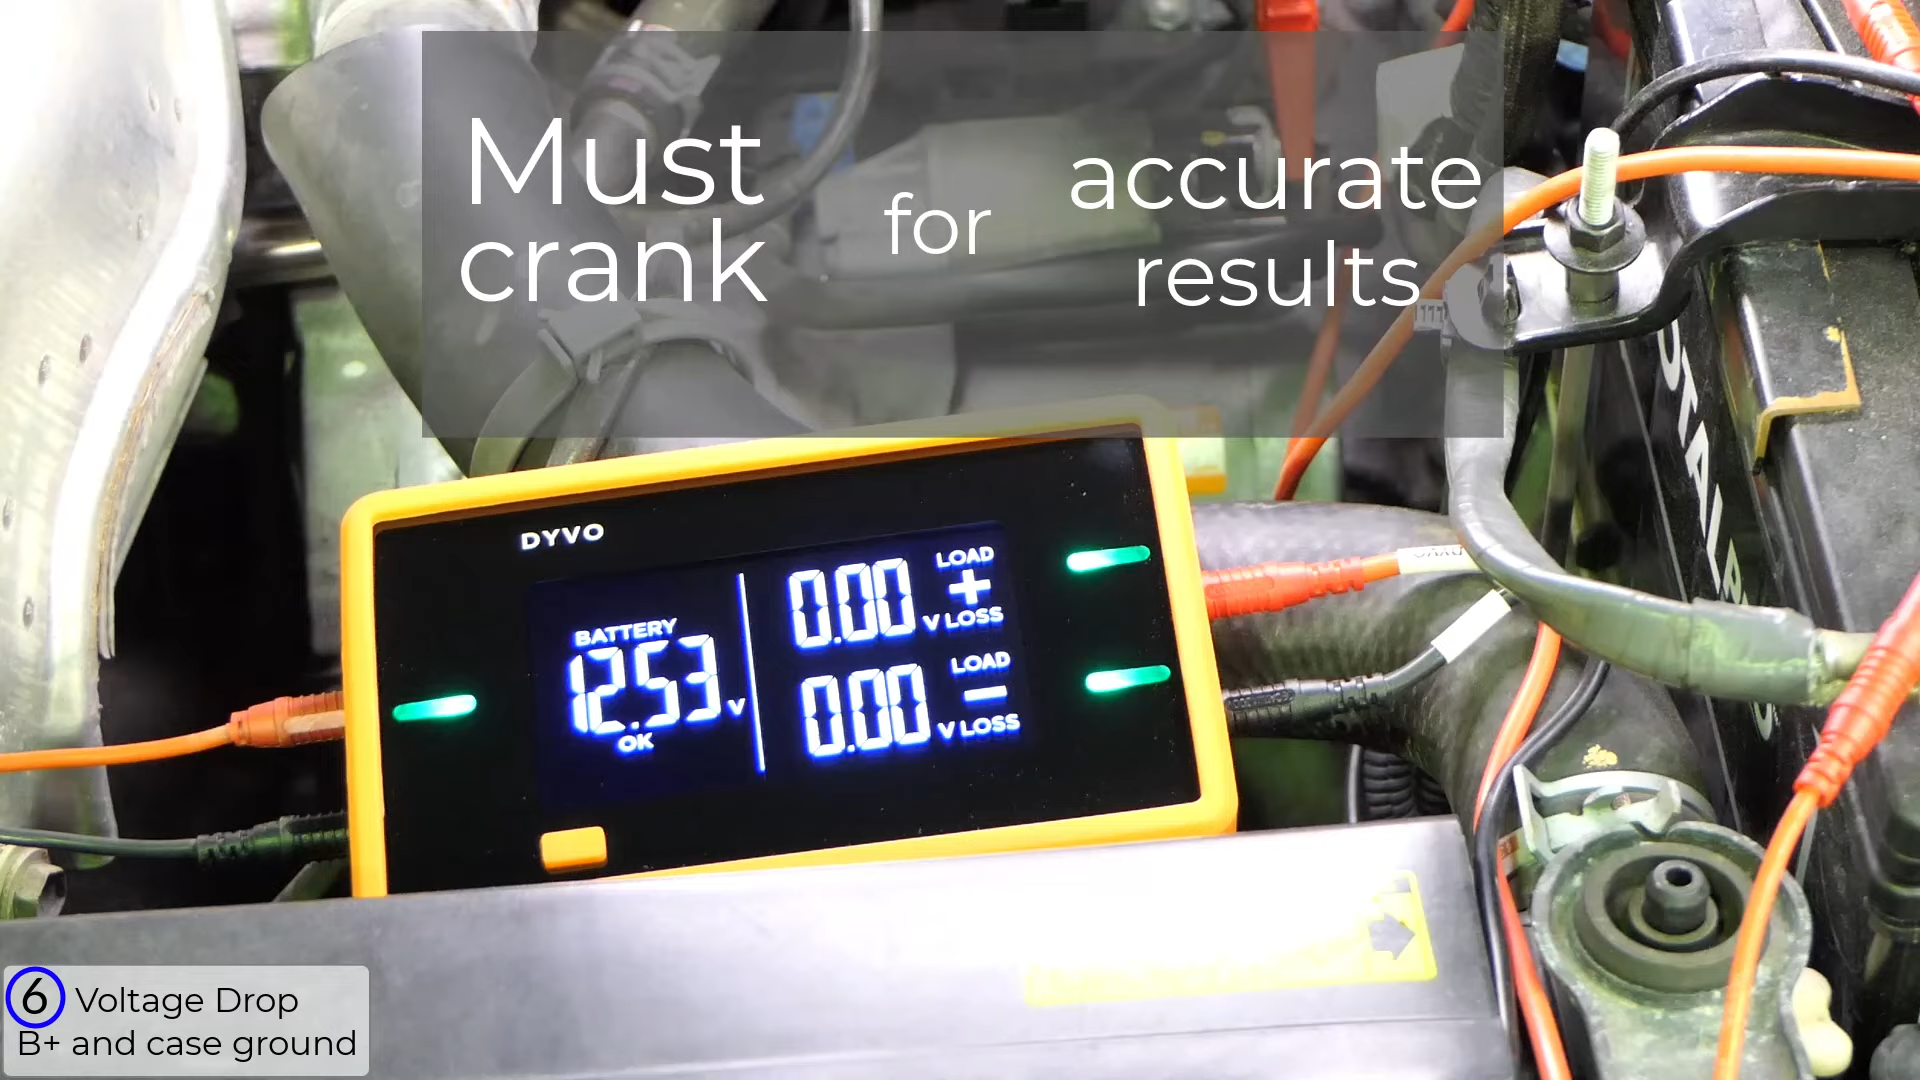 Must
crank
for
accurate
results
DYVO
BATTERY
12.53 V
OK
0.00
LOAD
+
V LOSS
0.00
LOAD
−
V LOSS
DYVO
6 Voltage Drop
B+ and case ground